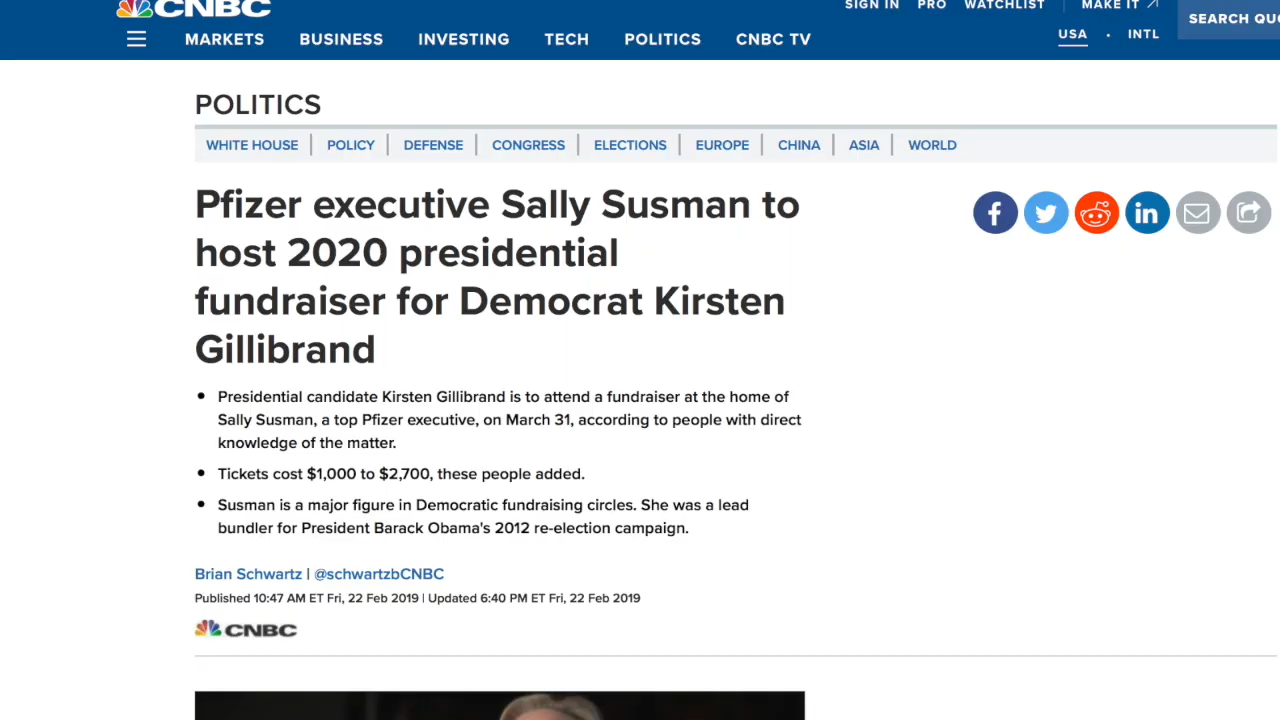 CNBC
SIGN IN PRO WATCHLIST MAKE IT
SEARCH QUO
MARKETS BUSINESS INVESTING TECH POLITICS CNBC TV
USA · INTL
POLITICS
WHITE HOUSE | POLICY | DEFENSE | CONGRESS | ELECTIONS | EUROPE | CHINA | ASIA | WORLD
Pfizer executive Sally Susman to
host 2020 presidential
fundraiser for Democrat Kirsten
Gillibrand
• Presidential candidate Kirsten Gillibrand is to attend a fundraiser at the home of
Sally Susman, a top Pfizer executive, on March 31, according to people with direct
knowledge of the matter.
• Tickets cost $1,000 to $2,700, these people added.
• Susman is a major figure in Democratic fundraising circles. She was a lead
bundler for President Barack Obama's 2012 re-election campaign.
Brian Schwartz | @schwartzbCNBC
Published 10:47 AM ET Fri, 22 Feb 2019 | Updated 6:40 PM ET Fri, 22 Feb 2019
CNBC